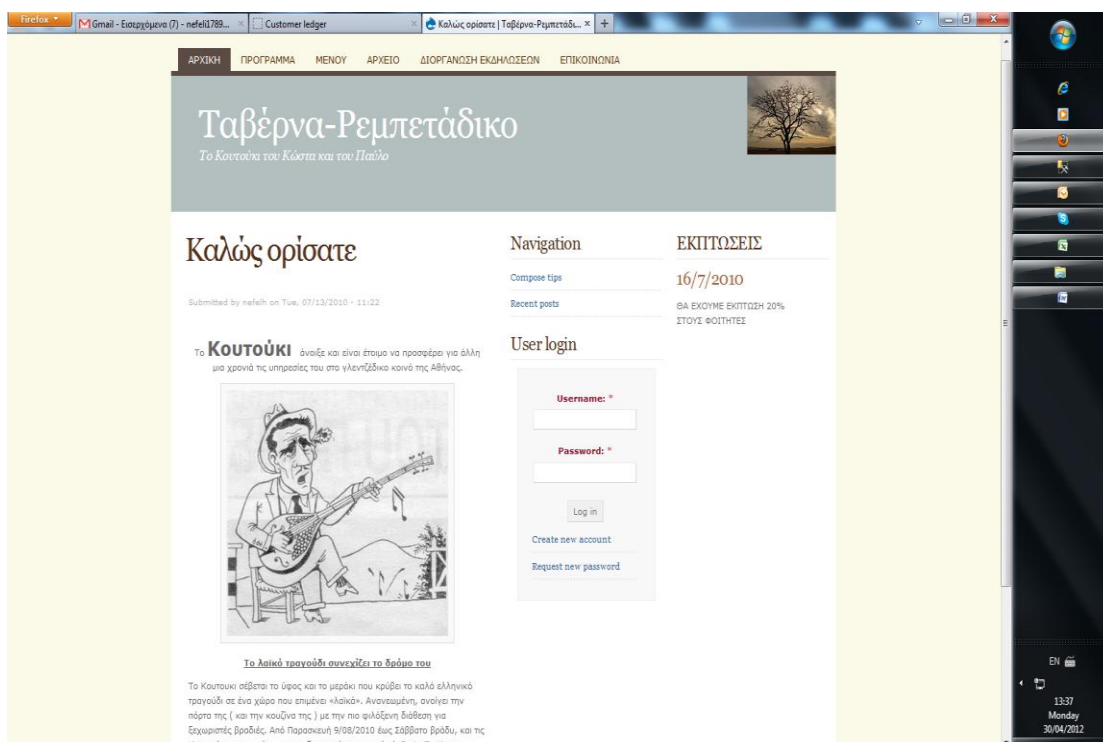 Firefox
Gmail - Εισερχόμενα (7) - nefeli1789...
Customer ledger
Καλώς ορίσατε | Ταβέρνα-Ρεμπετάδι...
ΑΡΧΙΚΗ ΠΡΟΓΡΑΜΜΑ ΜΕΝΟΥ ΑΡΧΕΙΟ ΔΙΟΡΓΑΝΩΣΗ ΕΚΔΗΛΩΣΕΩΝ ΕΠΙΚΟΙΝΩΝΙΑ
Ταβέρνα-Ρεμπετάδικο
Το Κουτούκι του Κώστα και του Παύλο
Καλώς ορίσατε
Submitted by nefelh on Tue, 07/13/2010 - 11:22
Το Κουτούκι άνοιξε και είναι έτοιμο να προσφέρει για άλλη
μια χρονιά τις υπηρεσίες του στο γλεντζέδικο κοινό της Αθήνας.
Το λαϊκό τραγούδι συνεχίζει το δρόμο του
Το Κουτουκι σέβεται το ύφος και το μεράκι που κρύβει το καλό ελληνικό
τραγούδι σε ένα χώρο που επιμένει «λαϊκά». Ανανεωμένη, ανοίγει την
πόρτα της ( και την κουζίνα της ) με την πιο φιλόξενη διάθεση για
ξεχωριστές βραδιές. Από Παρασκευή 9/08/2010 έως Σάββατο βράδυ, και τις
Navigation
Compose tips
Recent posts
User login
Username: *
Password: *
Log in
Create new account
Request new password
ΕΚΠΤΩΣΕΙΣ
16/7/2010
ΘΑ ΕΧΟΥΜΕ ΕΚΠΤΩΣΗ 20%
ΣΤΟΥΣ ΦΟΙΤΗΤΕΣ
EN
13:37
Monday
30/04/2012